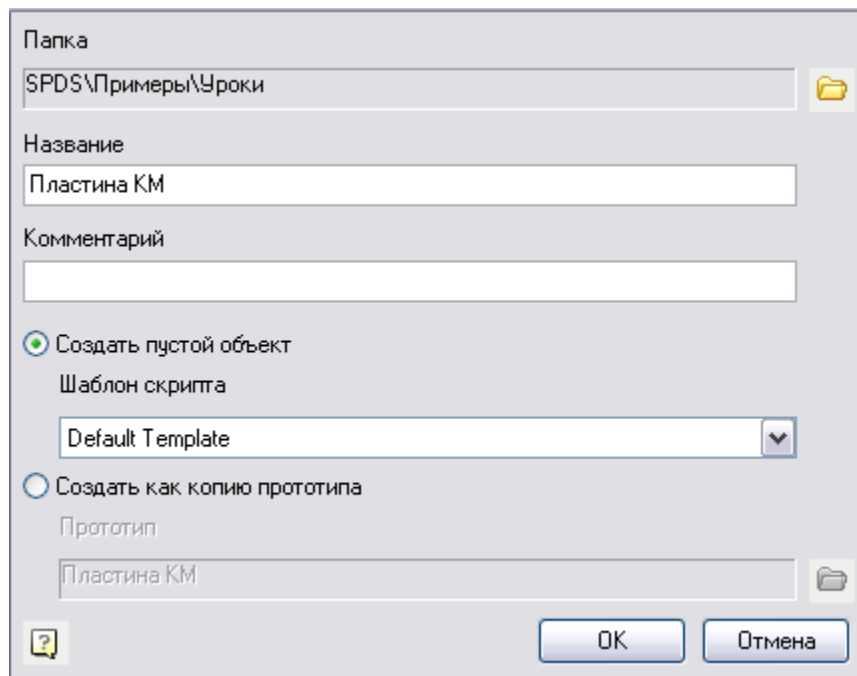 Папка
SPDS\Примеры\Уроки
Название
Пластина КМ
Комментарий
Создать пустой объект
Шаблон скрипта
Default Template
Создать как копию прототипа
Прототип
Пластина КМ
?
OK
Отмена